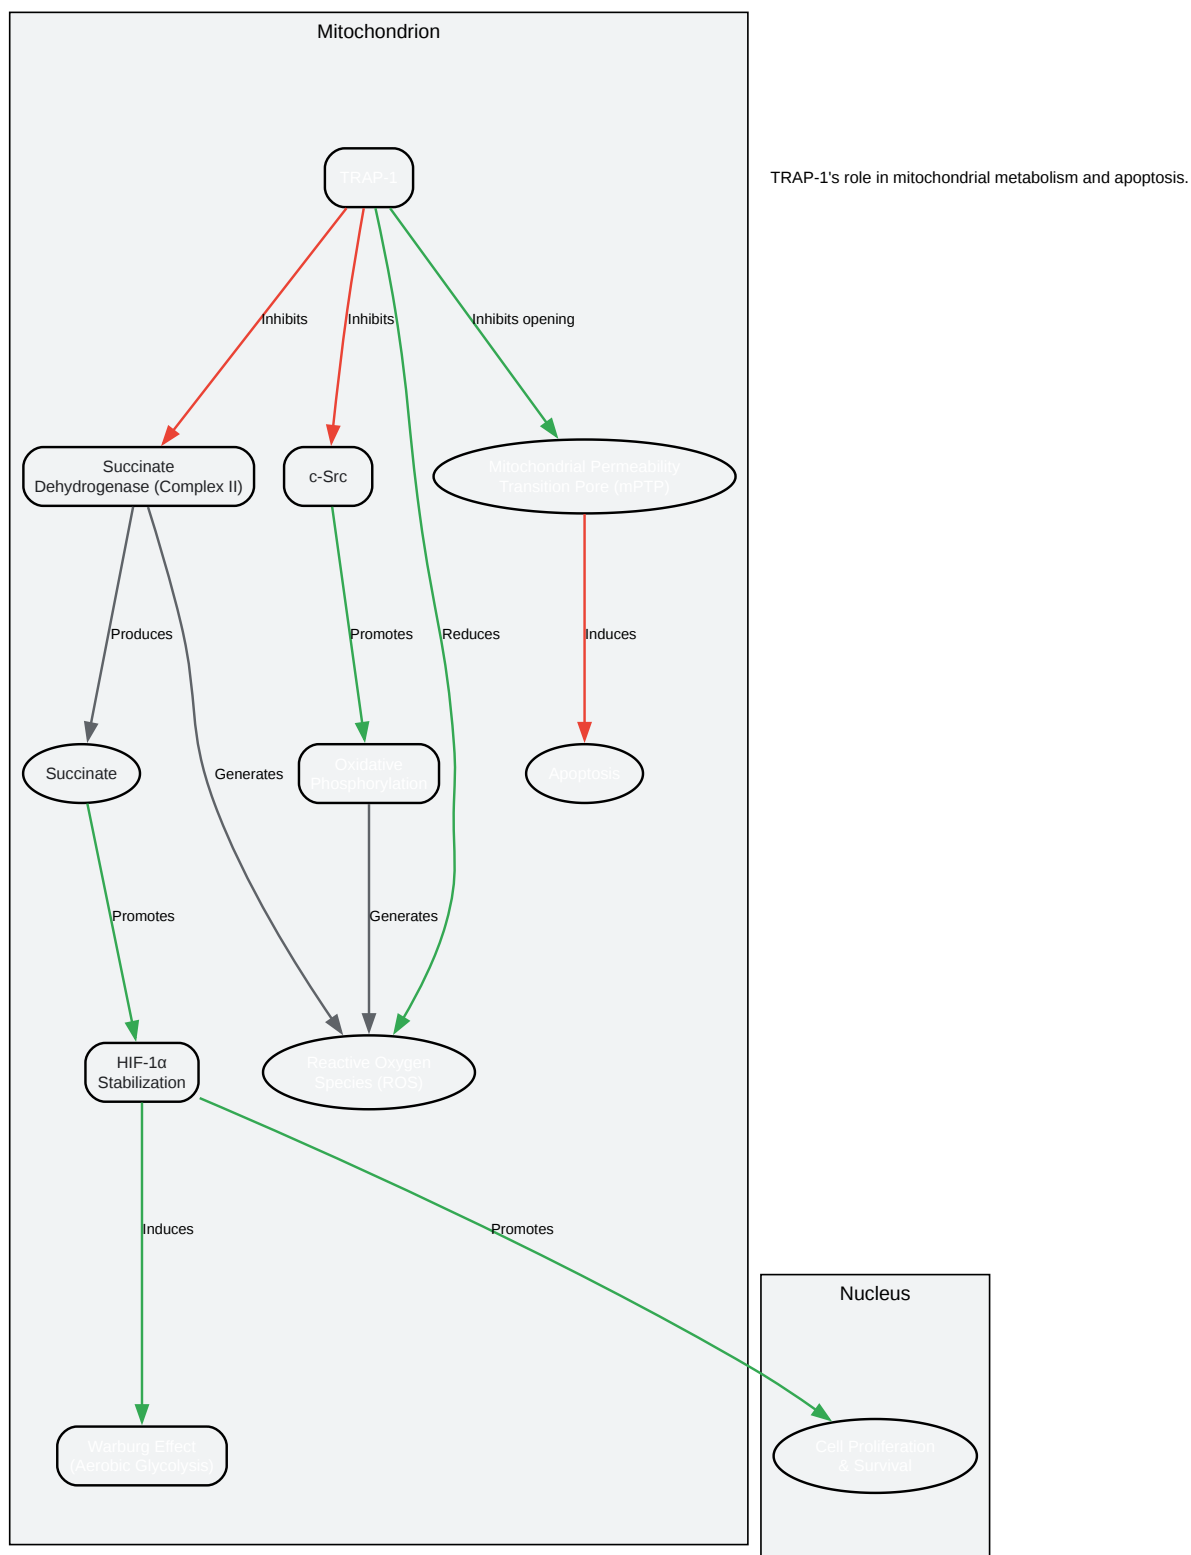 Mitochondrion
TRAP-1
TRAP-1's role in mitochondrial metabolism and apoptosis.
Inhibits
Inhibits
Inhibits opening
Succinate
Dehydrogenase (Complex II)
c-Src
Mitochondrial Permeability
Transition Pore (mPTP)
Produces
Promotes
Reduces
Induces
Succinate
Generates
Oxidative
Phosphorylation
Apoptosis
Promotes
Generates
HIF-1α
Stabilization
Reactive Oxygen
Species (ROS)
Induces
Promotes
Nucleus
Warburg Effect
(Aerobic Glycolysis)
Cell Proliferation
& Survival